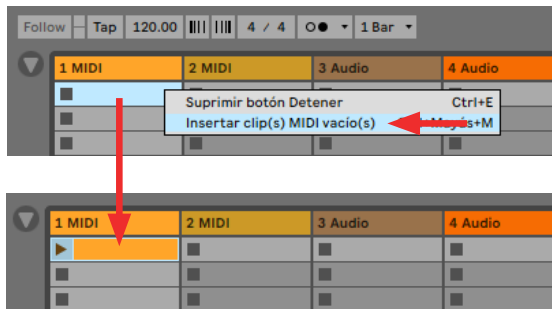 Follow Tap 120.00 4 / 4 1 Bar
1 MIDI 2 MIDI 3 Audio 4 Audio
Suprimir botón Detener Ctrl+E
Insertar clip(s) MIDI vacío(s) +Mayús+M
1 MIDI 2 MIDI 3 Audio 4 Audio